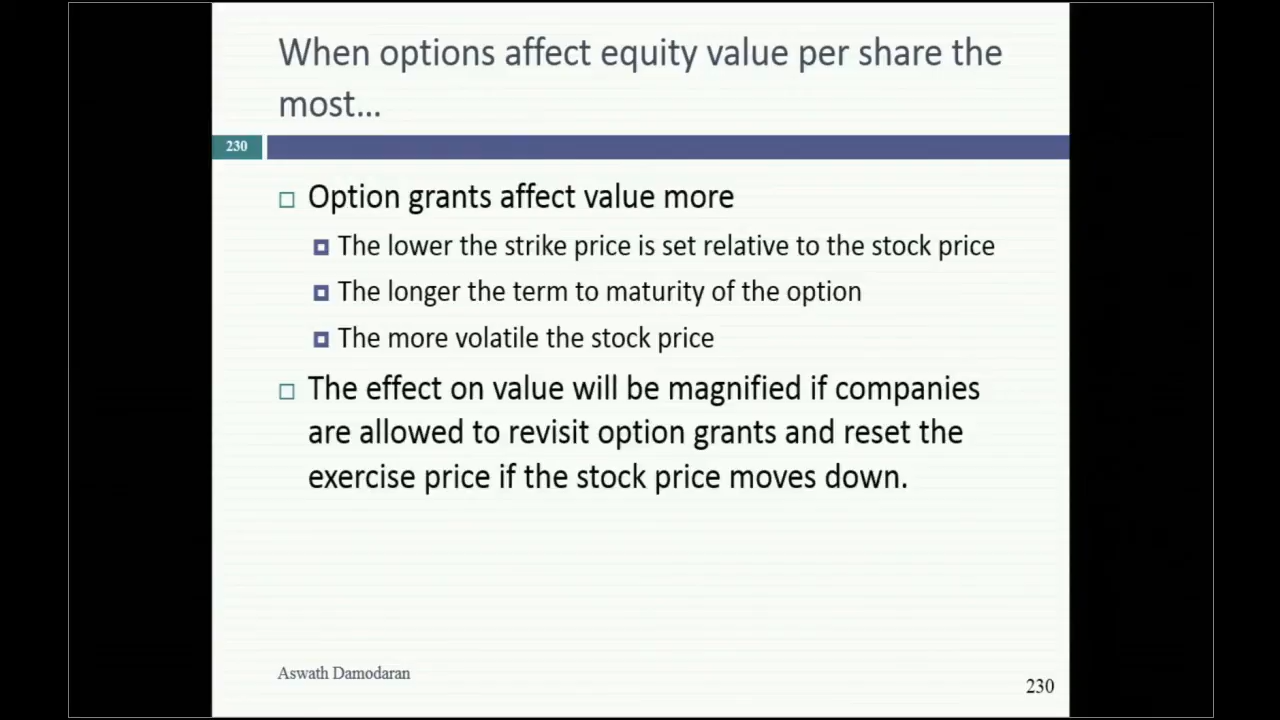 When options affect equity value per share the
most...
230
Option grants affect value more
The lower the strike price is set relative to the stock price
The longer the term to maturity of the option
The more volatile the stock price
The effect on value will be magnified if companies
are allowed to revisit option grants and reset the
exercise price if the stock price moves down.
Aswath Damodaran
230